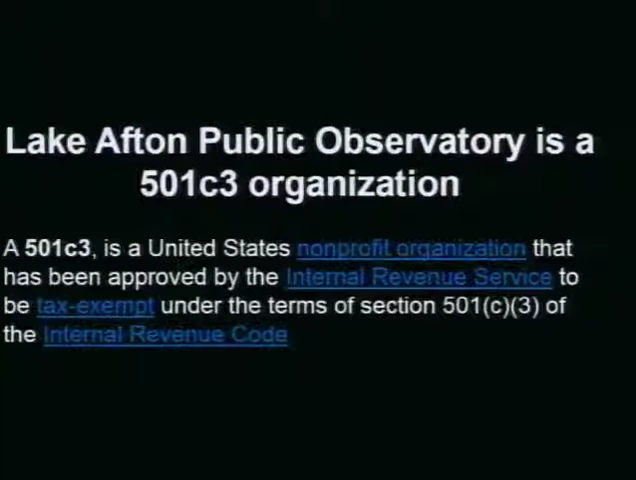 Lake Afton Public Observatory is a
501c3 organization
A 501c3, is a United States nonprofit organization that
has been approved by the Internal Revenue Service to
be tax-exempt under the terms of section 501(c)(3) of
the Internal Revenue Code